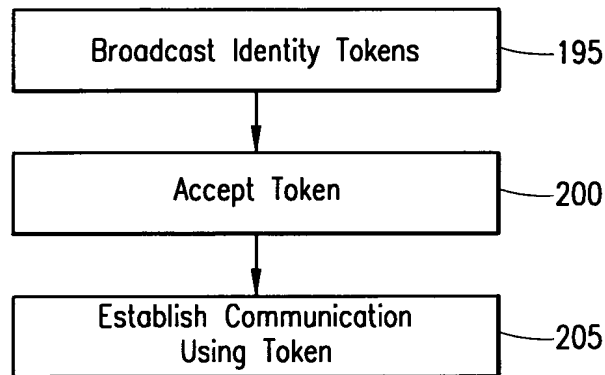 Broadcast Identity Tokens
195
Accept Token
200
Establish Communication
Using Token
205